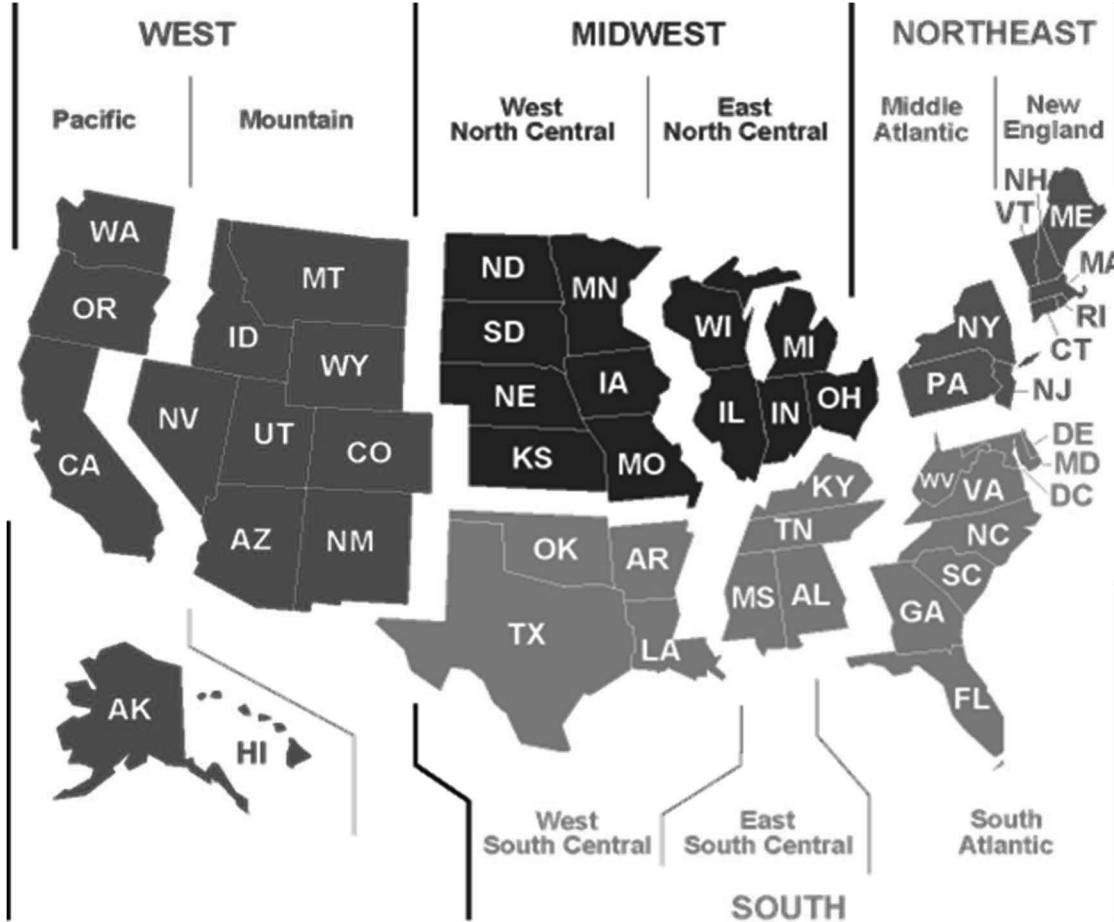 WEST
MIDWEST
NORTHEAST
Pacific
Mountain
West
North Central
East
North Central
Middle
Atlantic
New
England
NH
VT
ME
WA
MT
ND
MN
MA
OR
ID
SD
WI
MI
NY
RI
WY
CT
NV
NE
IA
PA
NJ
UT
CO
KS
MO
IL
IN
OH
CA
DE
MD
DC
WV
VA
KY
AZ
NM
OK
AR
TN
NC
SC
TX
MS
AL
GA
LA
FL
AK
HI
West
South Central
East
South Central
South
Atlantic
SOUTH